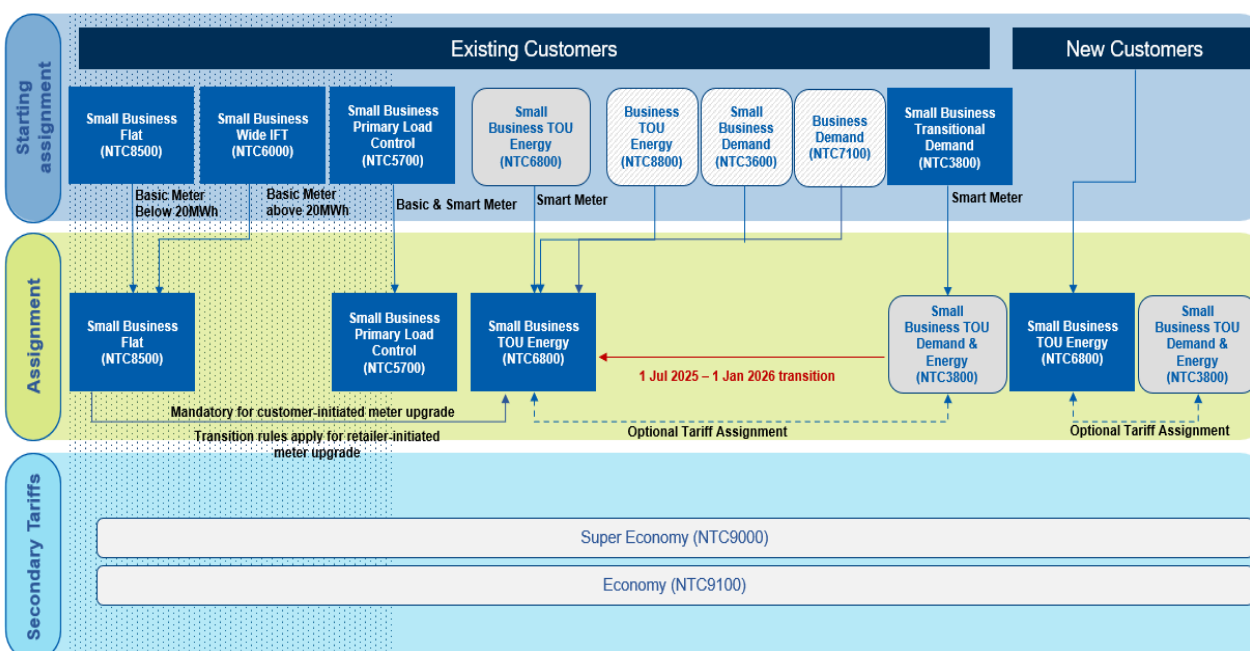 Starting
assignment
Existing Customers
New Customers
Small Business
Flat
(NTC8500)
Small Business
Wide IFT
(NTC6000)
Small Business
Primary Load
Control
(NTC5700)
Small
Business TOU
Energy
(NTC6800)
Business
TOU
Energy
(NTC8800)
Small
Business
Demand
(NTC3600)
Business
Demand
(NTC7100)
Small Business
Transitional
Demand
(NTC3800)
Basic Meter
Below 20MWh
Basic Meter
above 20MWh
Basic & Smart Meter
Smart Meter
Smart Meter
Assignment
Small Business
Flat
(NTC8500)
Small Business
Primary Load
Control
(NTC5700)
Small Business
TOU Energy
(NTC6800)
1 Jul 2025 – 1 Jan 2026 transition
Small
Business TOU
Demand &
Energy
(NTC3800)
Small Business
TOU Energy
(NTC6800)
Small
Business TOU
Demand &
Energy
(NTC3800)
Mandatory for customer-initiated meter upgrade
Transition rules apply for retailer-initiated
meter upgrade
Optional Tariff Assignment
Optional Tariff Assignment
Secondary Tariffs
Super Economy (NTC9000)
Economy (NTC9100)